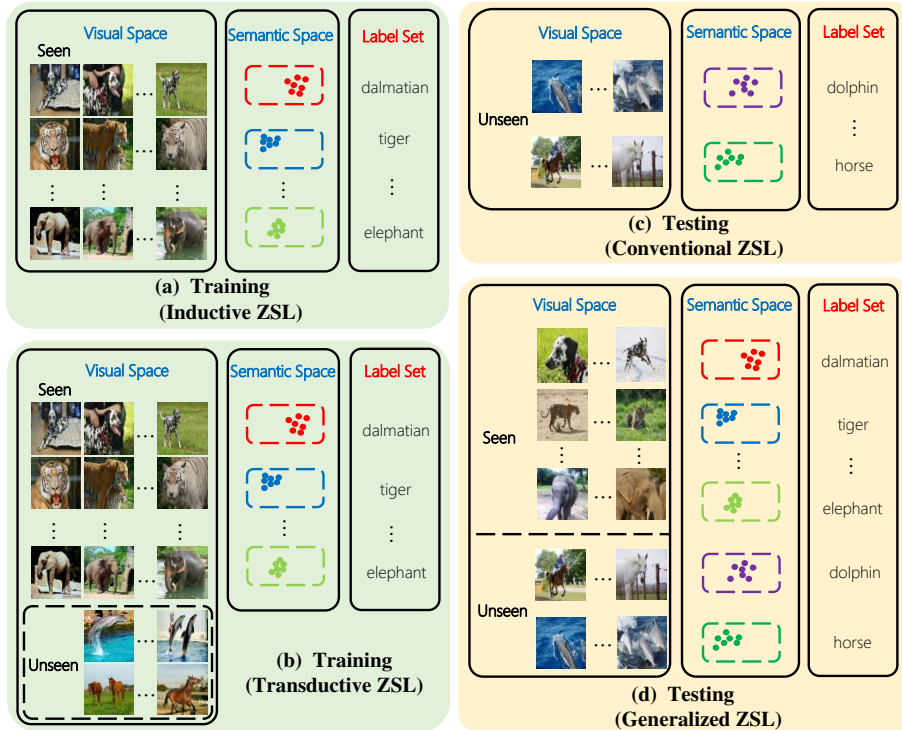 Visual Space
Semantic Space
Label Set
Seen
dalmatian
tiger
elephant
(a) Training
(Inductive ZSL)
Visual Space
Semantic Space
Label Set
Seen
dalmatian
tiger
elephant
Unseen
(b) Training
(Transductive ZSL)
Visual Space
Semantic Space
Label Set
Unseen
dolphin
horse
(c) Testing
(Conventional ZSL)
Visual Space
Semantic Space
Label Set
Seen
dalmatian
tiger
elephant
Unseen
dolphin
horse
(d) Testing
(Generalized ZSL)